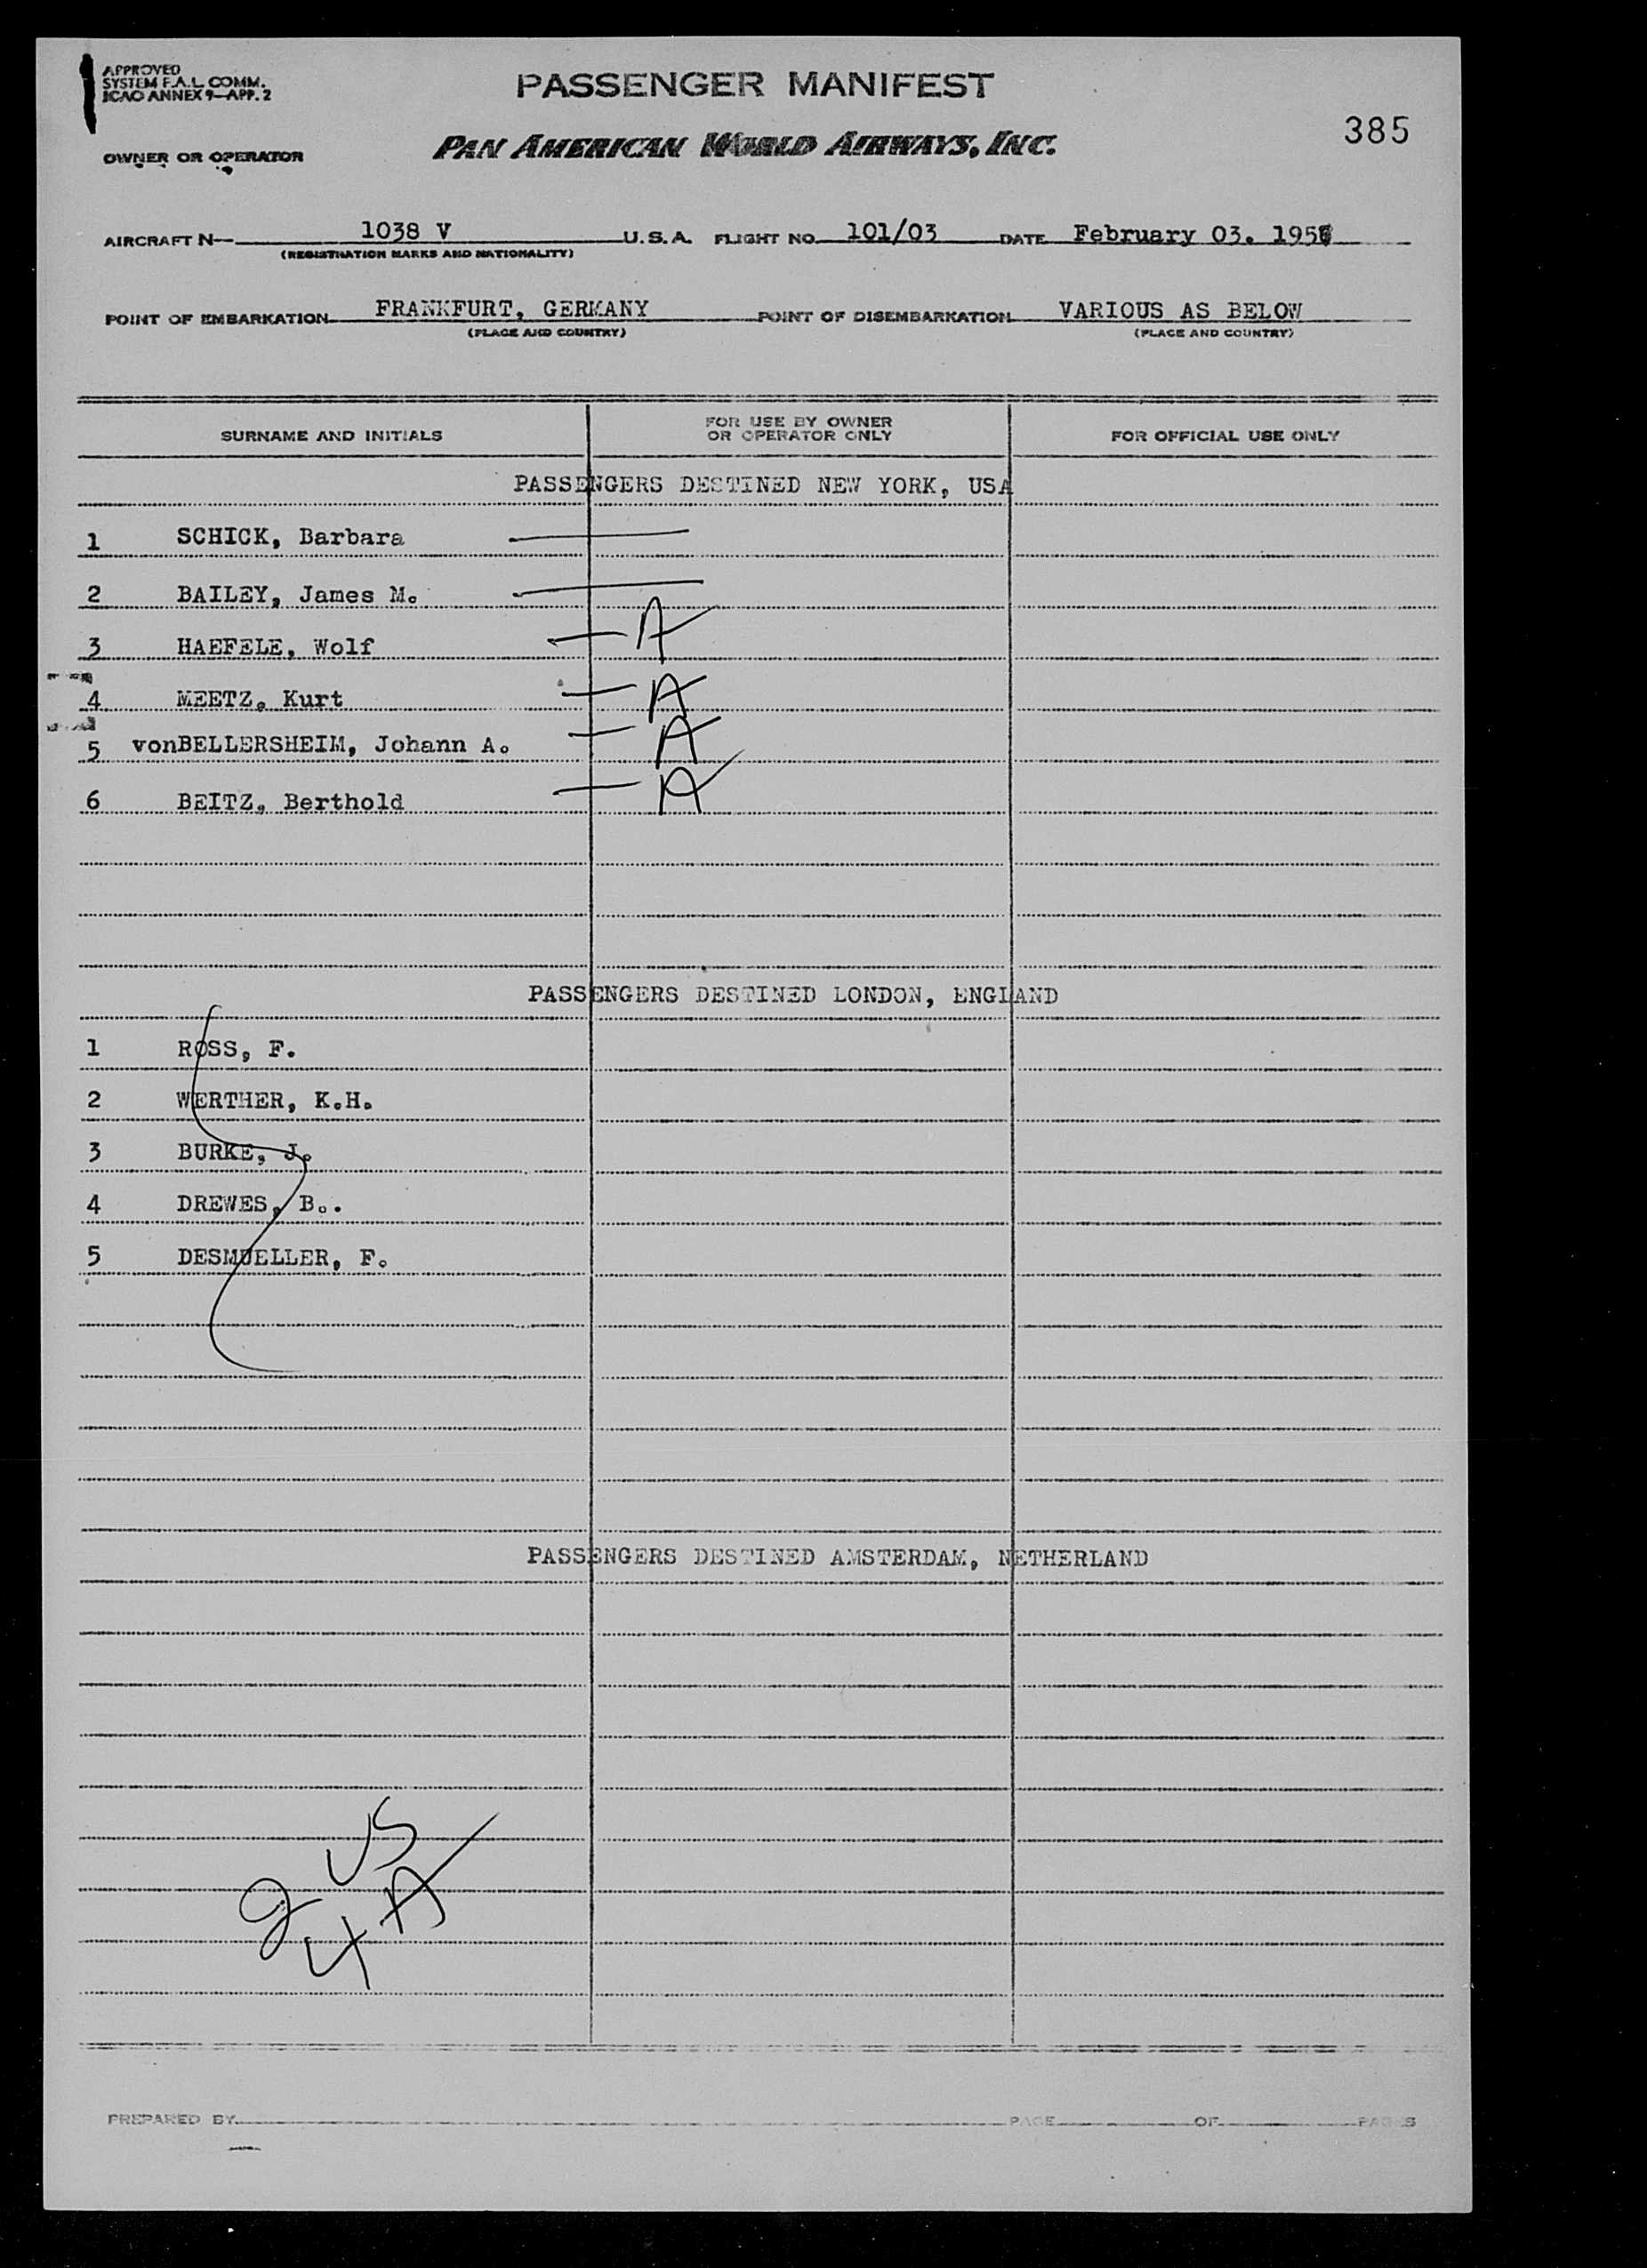 APPROVED
SYSTEM F.A.L. COMM.
ICAO ANNEX 9—APP. 2
PASSENGER MANIFEST
385
OWNER OR OPERATOR
PAN AMERICAN WORLD AIRWAYS, INC.
AIRCRAFT N— 1038 V U.S.A. FLIGHT NO. 101/03 DATE February 03. 195
(REGISTRATION MARKS AND NATIONALITY)
POINT OF EMBARKATION FRANKFURT, GERMANY POINT OF DISEMBARKATION VARIOUS AS BELOW
(PLACE AND COUNTRY) (PLACE AND COUNTRY)
SURNAME AND INITIALS FOR USE BY OWNER OR OPERATOR ONLY FOR OFFICIAL USE ONLY
PASSENGERS DESTINED NEW YORK, USA
1 SCHICK, Barbara —
2 BAILEY, James M. —
3 HAEFELE, Wolf — A
4 MEETZ, Kurt — A
5 vonBELLERSHEIM, Johann A. — A
6 BEITZ, Berthold — A
PASSENGERS DESTINED LONDON, ENGLAND
1 ROSS, F.
2 WERTHER, K.H.
3 BURKE, J.
4 DREWES, B..
5 DESMUELLER, F.
PASSENGERS DESTINED AMSTERDAM, NETHERLAND
2 US
4 A
PREPARED BY PAGE OF PAGES